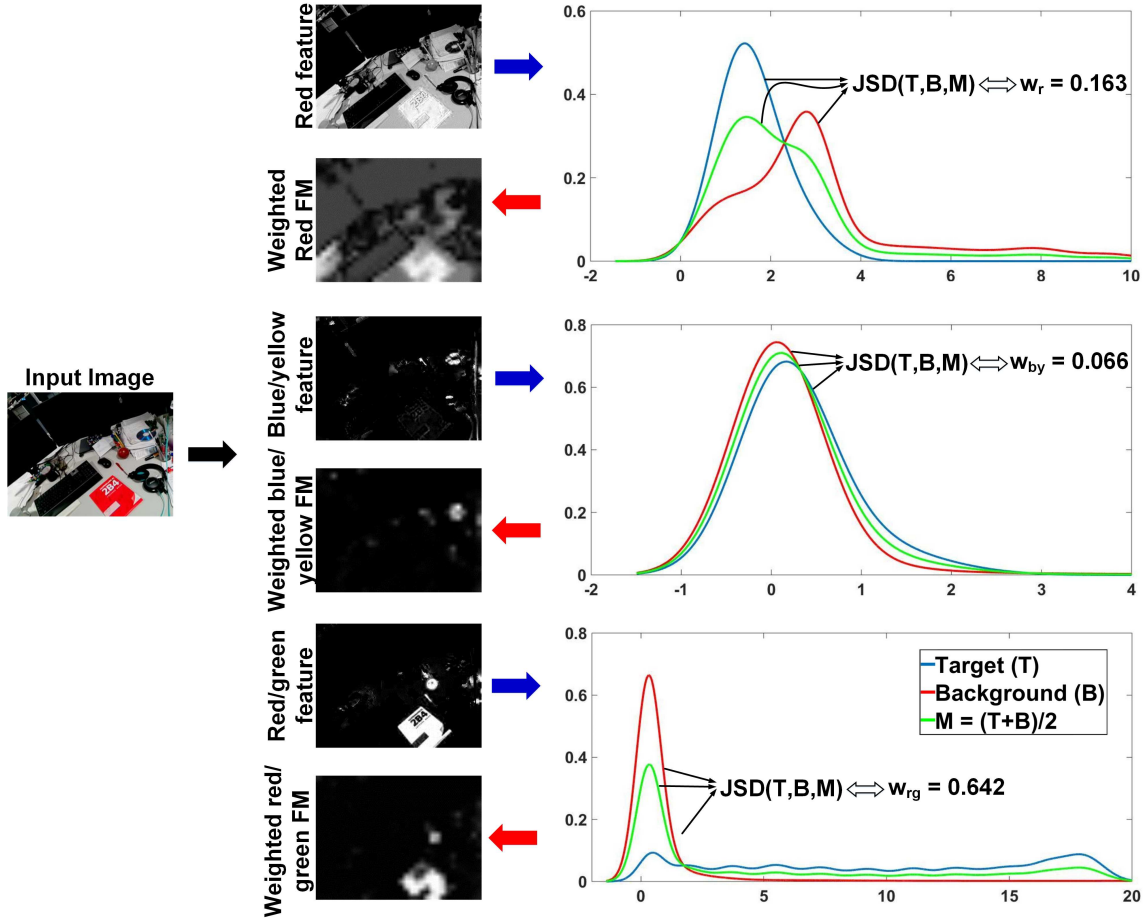 Input Image
Red feature
Weighted
Red FM
Blue/yellow
feature
Weighted blue/
yellow FM
Red/green
feature
Weighted red/
green FM
2B4
2B4
2B4
0.6
0.4
0.2
0
-2
0
2
4
6
8
10
JSD(T,B,M) ⇔ wr = 0.163
0.8
0.6
0.4
0.2
0
-2
-1
0
1
2
3
4
JSD(T,B,M) ⇔ wby = 0.066
0.8
0.6
0.4
0.2
0
0
5
10
15
20
Target (T)
Background (B)
M = (T+B)/2
JSD(T,B,M) ⇔ wrg = 0.642